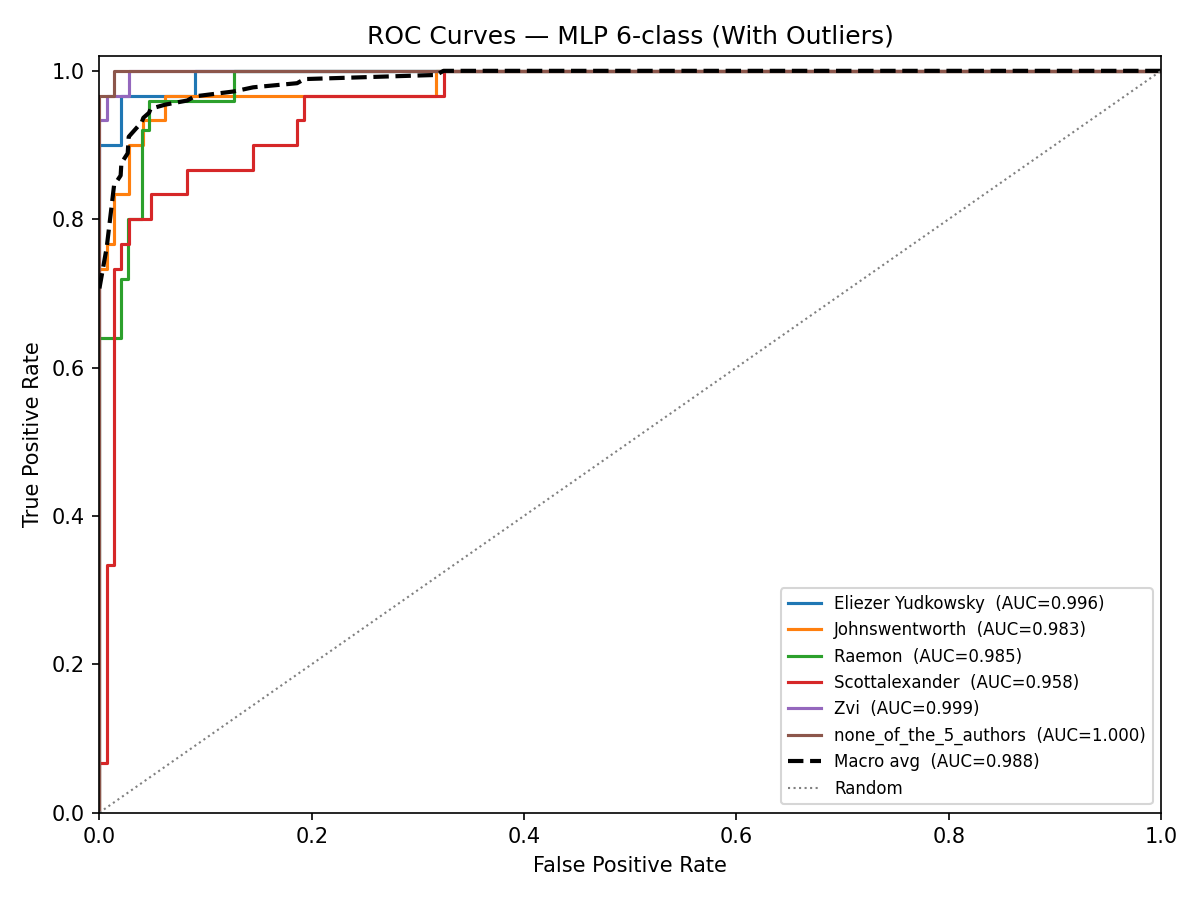 ROC Curves — MLP 6-class (With Outliers)
True Positive Rate
1.0
0.8
0.6
0.4
0.2
0.0
Eliezer Yudkowsky (AUC=0.996)
Johnswentworth (AUC=0.983)
Raemon (AUC=0.985)
Scottalexander (AUC=0.958)
Zvi (AUC=0.999)
none_of_the_5_authors (AUC=1.000)
Macro avg (AUC=0.988)
Random
0.0 0.2 0.4 0.6 0.8 1.0
False Positive Rate